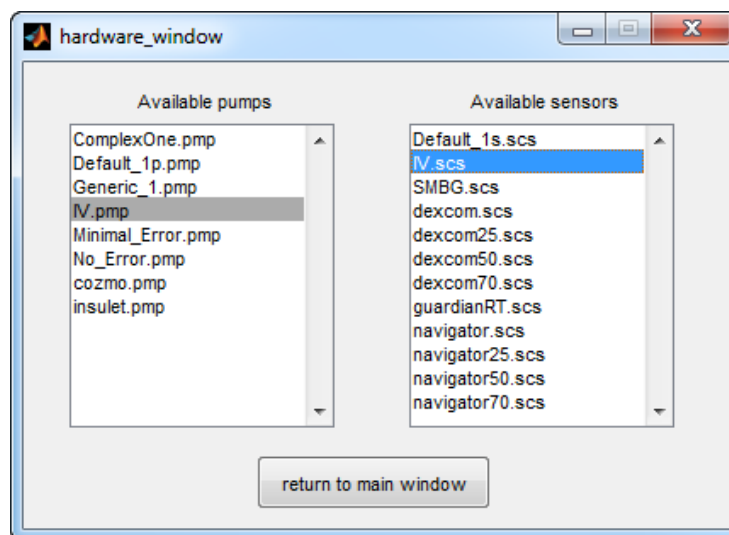 hardware_window
Available pumps
ComplexOne.pmp
Default_1p.pmp
Generic_1.pmp
IV.pmp
Minimal_Error.pmp
No_Error.pmp
cozmo.pmp
insulet.pmp
Available sensors
Default_1s.scs
IV.scs
SMBG.scs
dexcom.scs
dexcom25.scs
dexcom50.scs
dexcom70.scs
guardianRT.scs
navigator.scs
navigator25.scs
navigator50.scs
navigator70.scs
return to main window